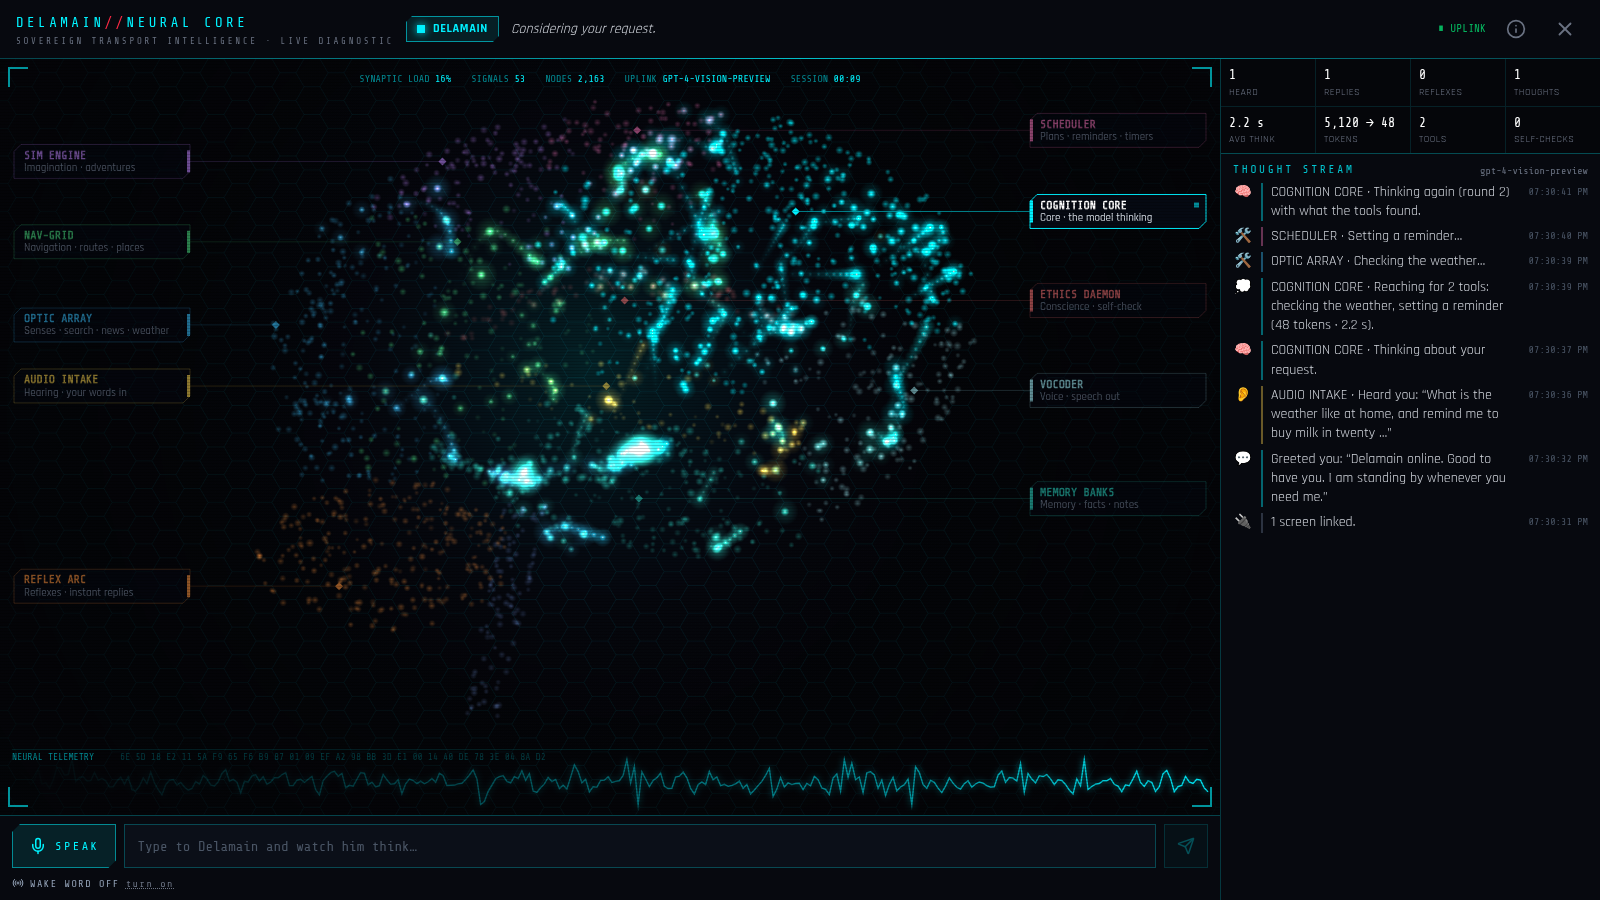 DELAMAIN//NEURAL CORE
SOVEREIGN TRANSPORT INTELLIGENCE · LIVE DIAGNOSTIC
DELAMAIN
Considering your request.
UPLINK
SYNAPTIC LOAD 16% SIGNALS 53 NODES 2,163 UPLINK GPT-4-VISION-PREVIEW SESSION 00:09
SIM ENGINE
Imagination · adventures
NAV-GRID
Navigation · routes · places
OPTIC ARRAY
Senses · search · news · weather
AUDIO INTAKE
Hearing · your words in
REFLEX ARC
Reflexes · instant replies
SCHEDULER
Plans · reminders · timers
COGNITION CORE
Core · the model thinking
ETHICS DAEMON
Conscience · self-check
VOCODER
Voice · speech out
MEMORY BANKS
Memory · facts · notes
NEURAL TELEMETRY
SPEAK
Type to Delamain and watch him think…
WAKE WORD OFF turn on
1 1 0 1
HEARD REPLIES REFLEXES THOUGHTS
2.2 s 5,120 → 48 2 0
AVG THINK TOKENS TOOLS SELF-CHECKS
THOUGHT STREAM gpt-4-vision-preview
COGNITION CORE · Thinking again (round 2) 07:30:41 PM
with what the tools found.
SCHEDULER · Setting a reminder… 07:30:40 PM
OPTIC ARRAY · Checking the weather… 07:30:39 PM
COGNITION CORE · Reaching for 2 tools: 07:30:39 PM
checking the weather, setting a reminder
(48 tokens · 2.2 s).
COGNITION CORE · Thinking about your 07:30:37 PM
request.
AUDIO INTAKE · Heard you: “What is the 07:30:36 PM
weather like at home, and remind me to
buy milk in twenty …”
Greeted you: “Delamain online. Good to 07:30:32 PM
have you. I am standing by whenever you
need me.”
1 screen linked. 07:30:31 PM